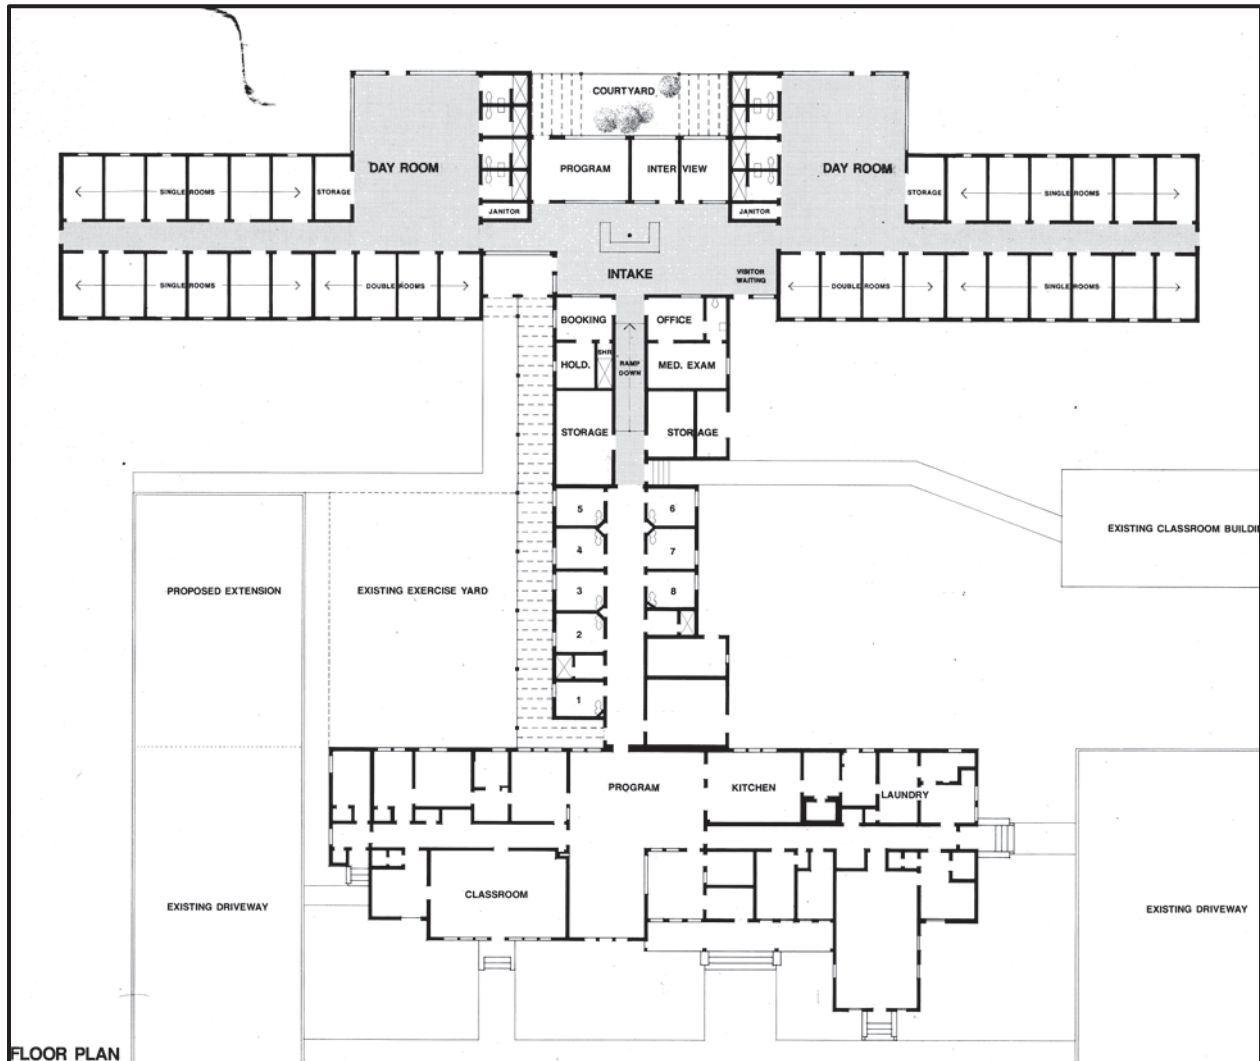 COURTYARD
DAY ROOM
PROGRAM
INTER VIEW
DAY ROOM
SINGLE ROOMS
STORAGE
STORAGE
SINGLE ROOMS
JANITOR
JANITOR
INTAKE
VISITOR
WAITING
SINGLE ROOMS
DOUBLE ROOMS
DOUBLE ROOMS
SINGLE ROOMS
BOOKING
OFFICE
HOLD.
SHR
RAMP
DOWN
MED. EXAM
STORAGE
STORAGE
5
6
EXISTING CLASSROOM BUILDI
4
7
PROPOSED EXTENSION
EXISTING EXERCISE YARD
3
8
2
1
PROGRAM
KITCHEN
LAUNDRY
CLASSROOM
EXISTING DRIVEWAY
EXISTING DRIVEWAY
FLOOR PLAN